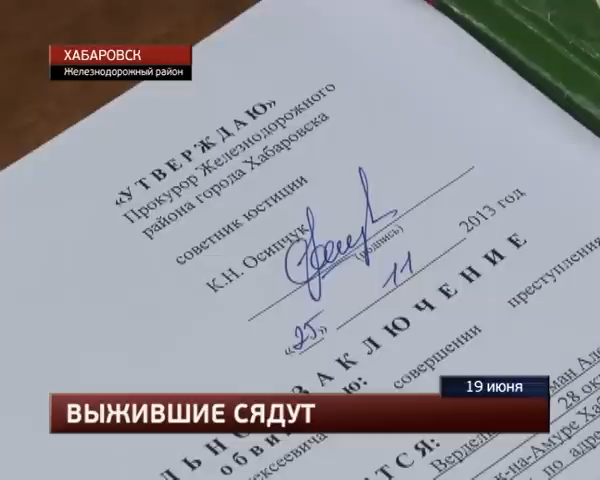 ХАБАРОВСК
Железнодорожный район
«УТВЕРЖДАЮ»
Прокурор Железнодорожного
района города Хабаровска
советник юстиции
К.Н. Осипчук
(подпись)
«25» 11 2013 год
ЗАКЛЮЧЕНИЕ
совершении преступления
19 июня
ВЫЖИВШИЕ СЯДУТ
28